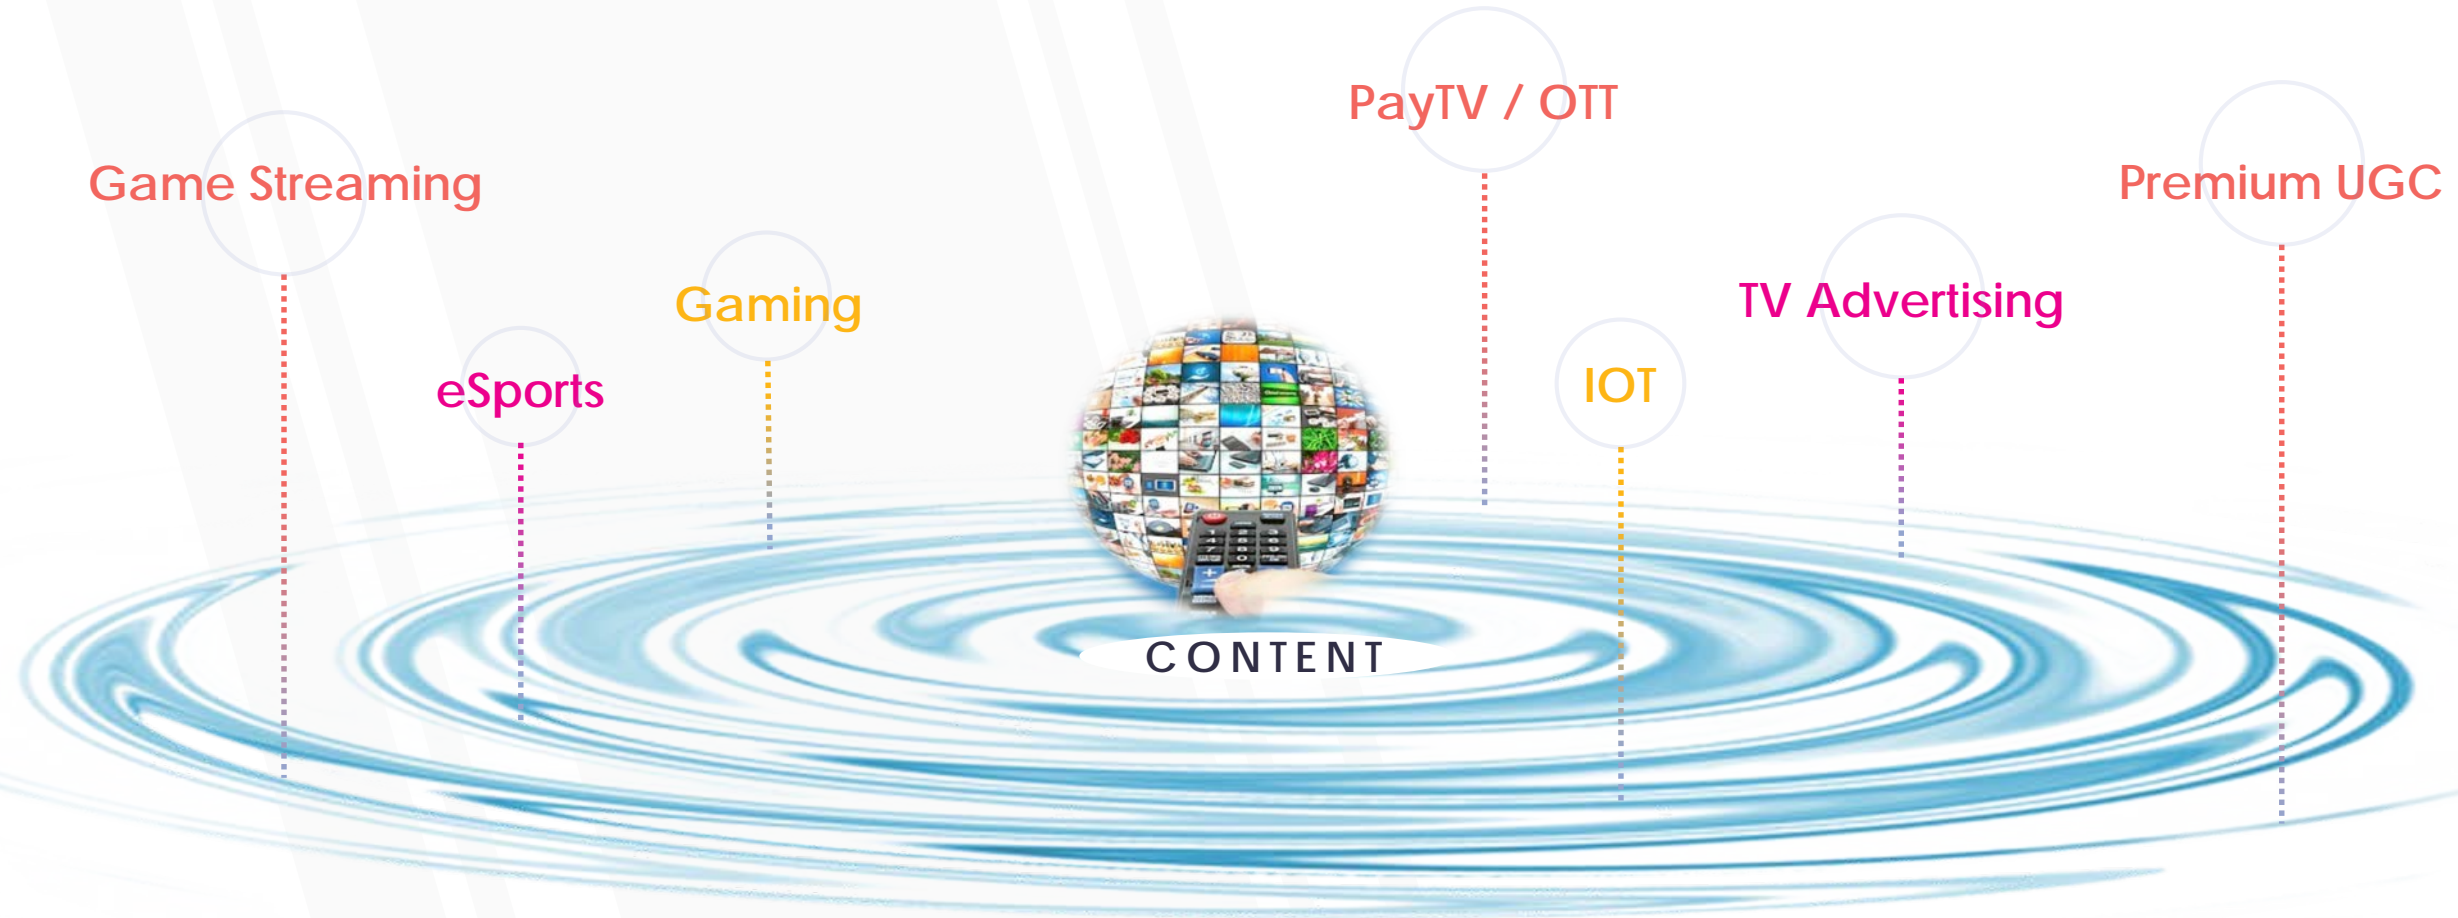 PayTV / OTT
Game Streaming
Premium UGC
Gaming
TV Advertising
eSports
IOT
CONTENT